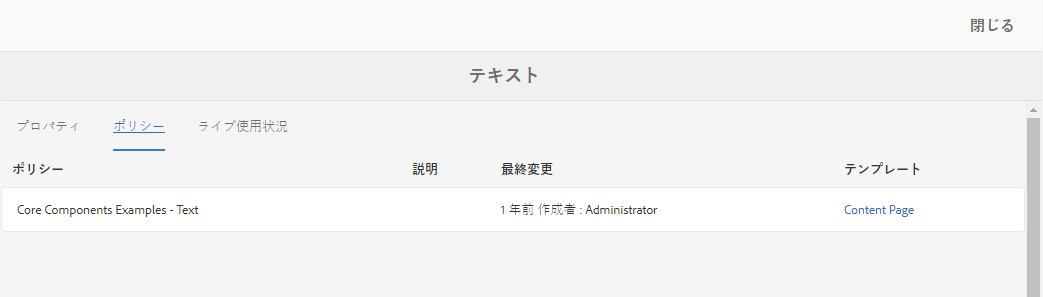 閉じる
テキスト
プロパティ ポリシー ライブ使用状況
ポリシー 説明 最終変更 テンプレート
Core Components Examples - Text 1 年前 作成者 : Administrator Content Page